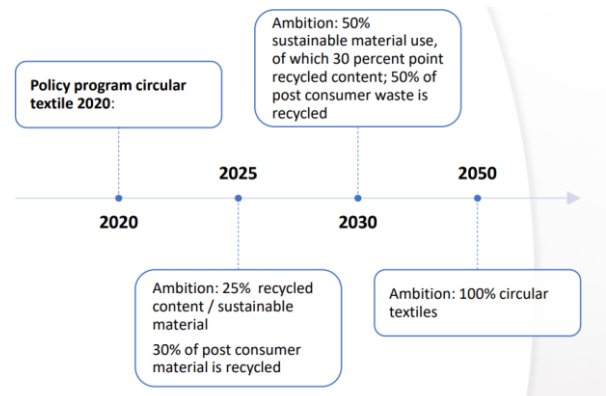 Ambition: 50%
sustainable material use,
of which 30 percent point
recycled content; 50% of
post consumer waste is
recycled
Policy program circular
textile 2020:
2025
2050
2020
2030
Ambition: 25% recycled
content / sustainable
material
30% of post consumer
material is recycled
Ambition: 100% circular
textiles